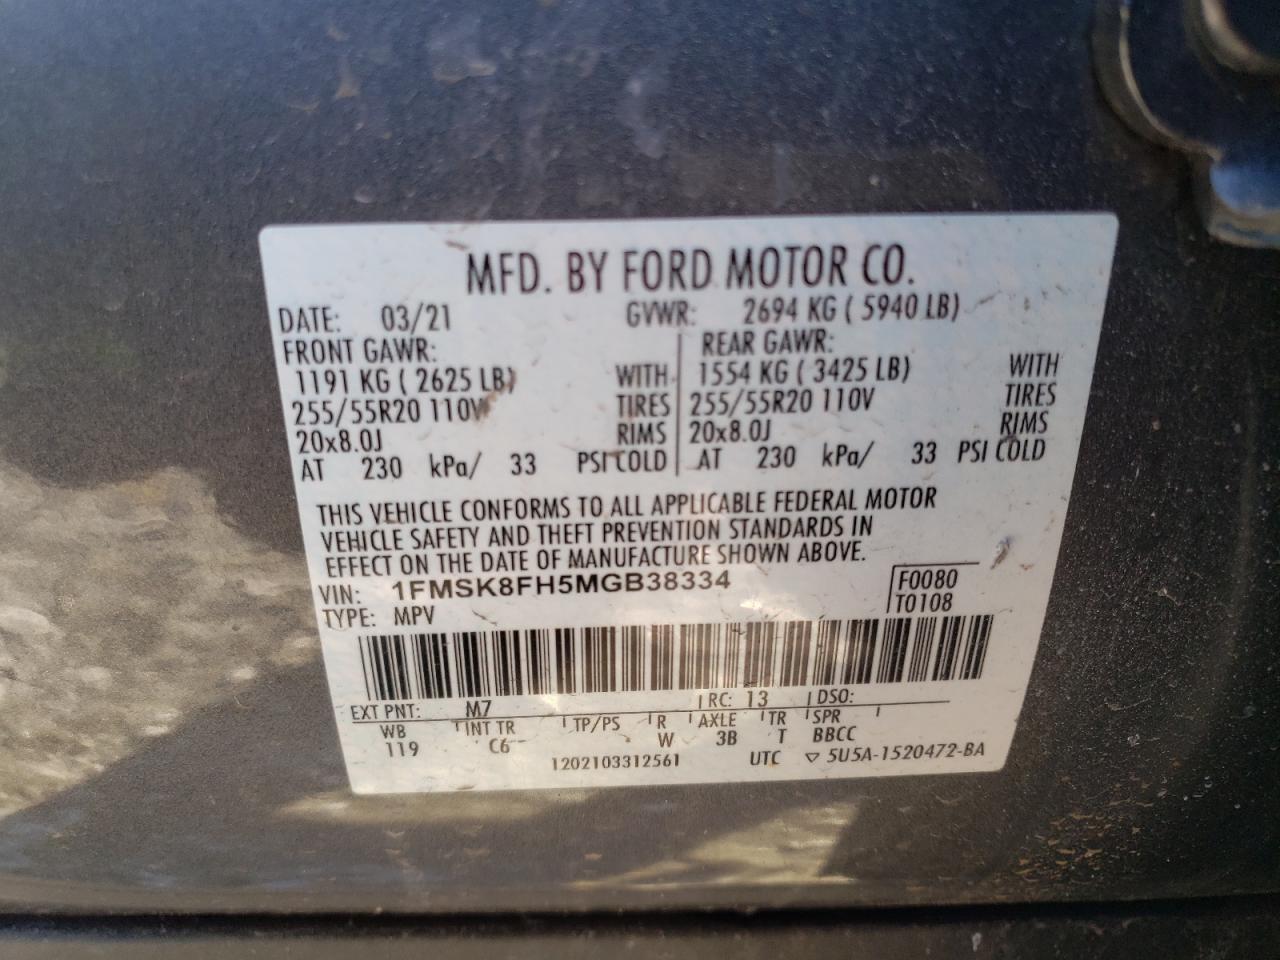 MFD. BY FORD MOTOR CO.
DATE: 03/21 GVWR: 2694 KG ( 5940 LB)
FRONT GAWR: REAR GAWR:
1191 KG ( 2625 LB) WITH 1554 KG ( 3425 LB) WITH
255/55R20 110V TIRES 255/55R20 110V TIRES
20x8.0J RIMS 20x8.0J RIMS
AT 230 kPa/ 33 PSI COLD AT 230 kPa/ 33 PSI COLD
THIS VEHICLE CONFORMS TO ALL APPLICABLE FEDERAL MOTOR
VEHICLE SAFETY AND THEFT PREVENTION STANDARDS IN
EFFECT ON THE DATE OF MANUFACTURE SHOWN ABOVE.
VIN: 1FMSK8FH5MGB38334 F0080
TYPE: MPV T0108
EXT PNT: M7 RC: 13 DSO:
WB INT TR TP/PS R AXLE TR SPR
119 C6 W 3B T BBCC
1202103312561 UTC ▽ 5U5A-1520472-BA